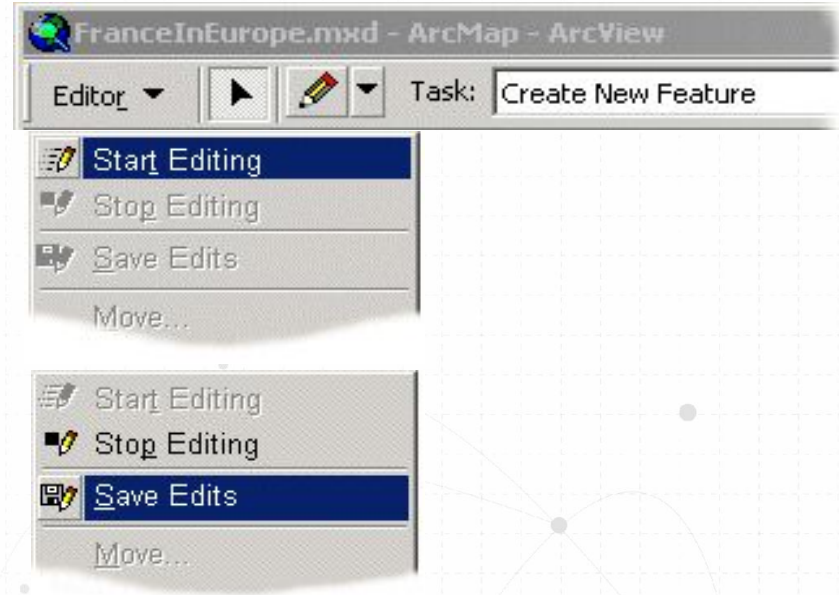 FranceInEurope.mxd - ArcMap - ArcView
Editor Task: Create New Feature
Start Editing
Stop Editing
Save Edits
Move...
Start Editing
Stop Editing
Save Edits
Move...